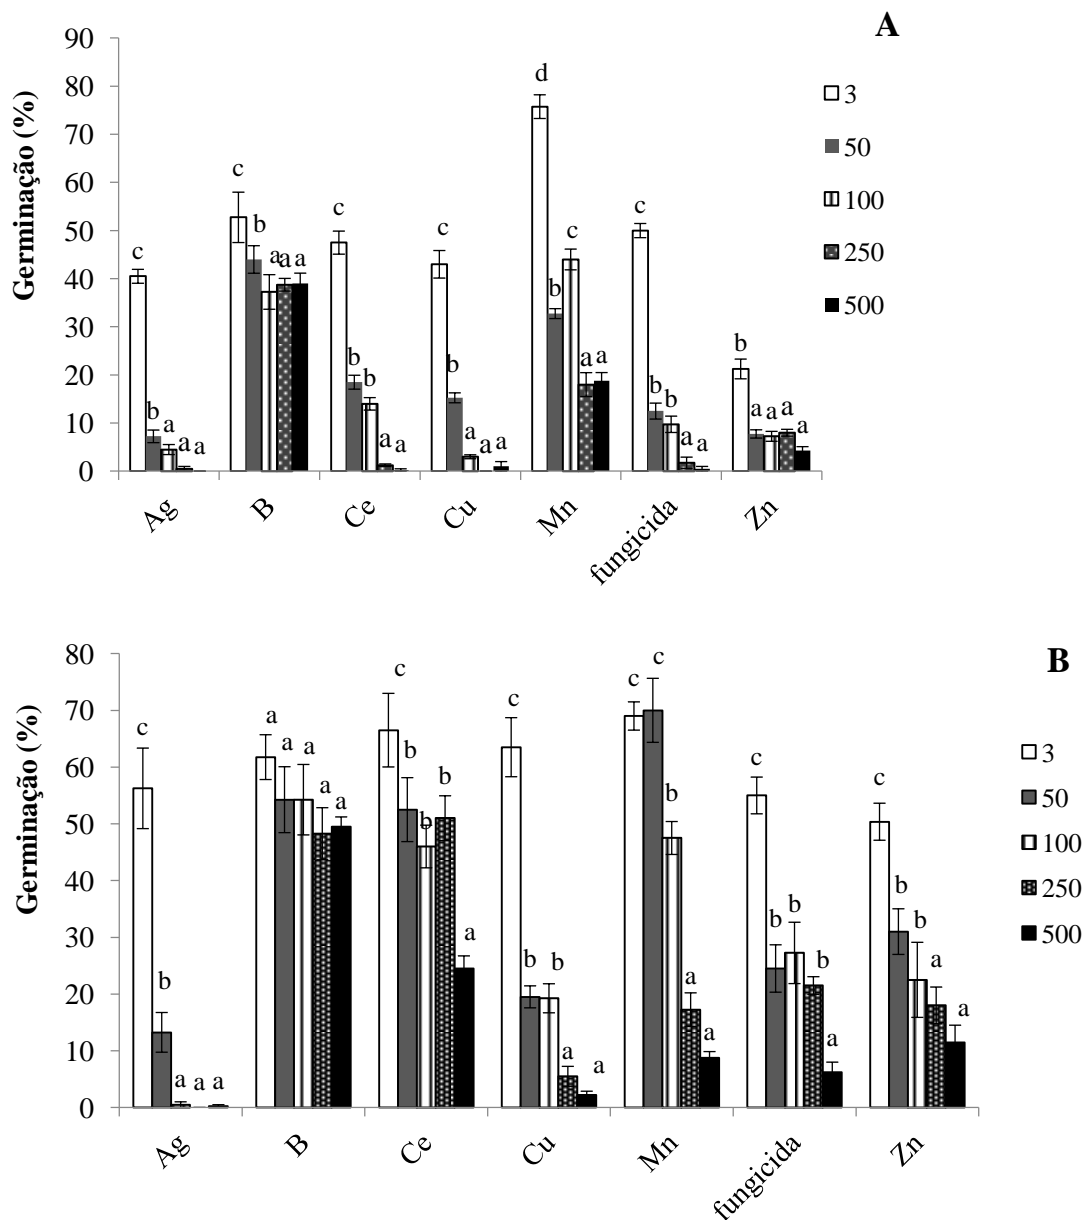 A
Germinação (%)
90
80
70
60
50
40
30
20
10
0
c b a a a
c b a a a
c b b a a
c b a a a
d b c a a
c b b a a
b a a a a
Ag B Ce Cu Mn fungicida Zn
3
50
100
250
500
B
Germinação (%)
80
70
60
50
40
30
20
10
0
c b a a a
a a a a a
c b b b a
c b b a a
c c b a a
c b b b a
c b b a a
Ag B Ce Cu Mn fungicida Zn
3
50
100
250
500